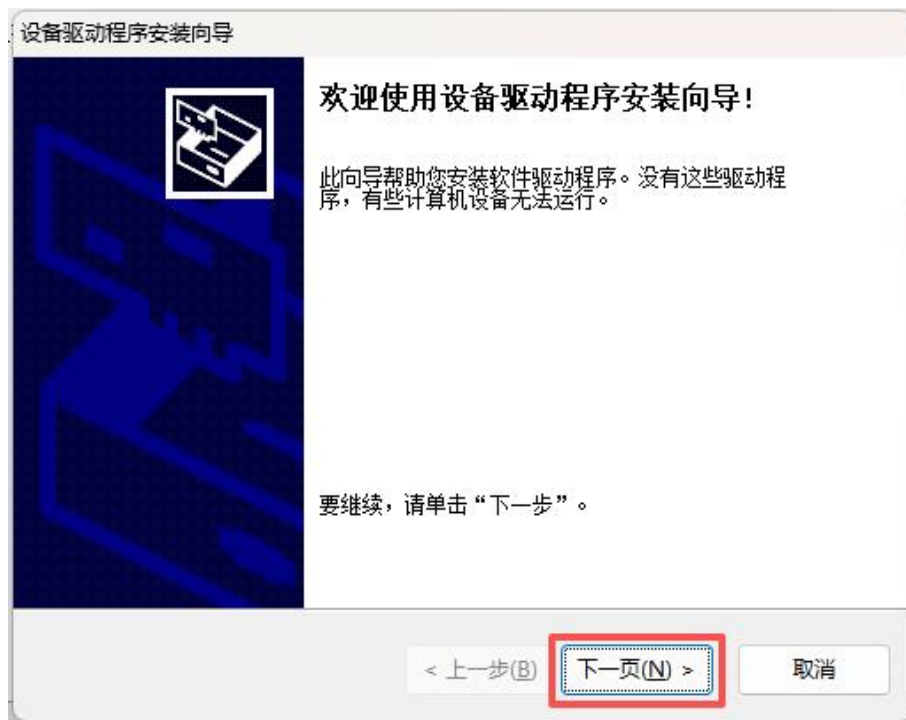 设备驱动程序安装向导
欢迎使用设备驱动程序安装向导!
此向导帮助您安装软件驱动程序。没有这些驱动程
序，有些计算机设备无法运行。
要继续，请单击“下一步”。
< 上一步(B)
下一页(N) >
取消